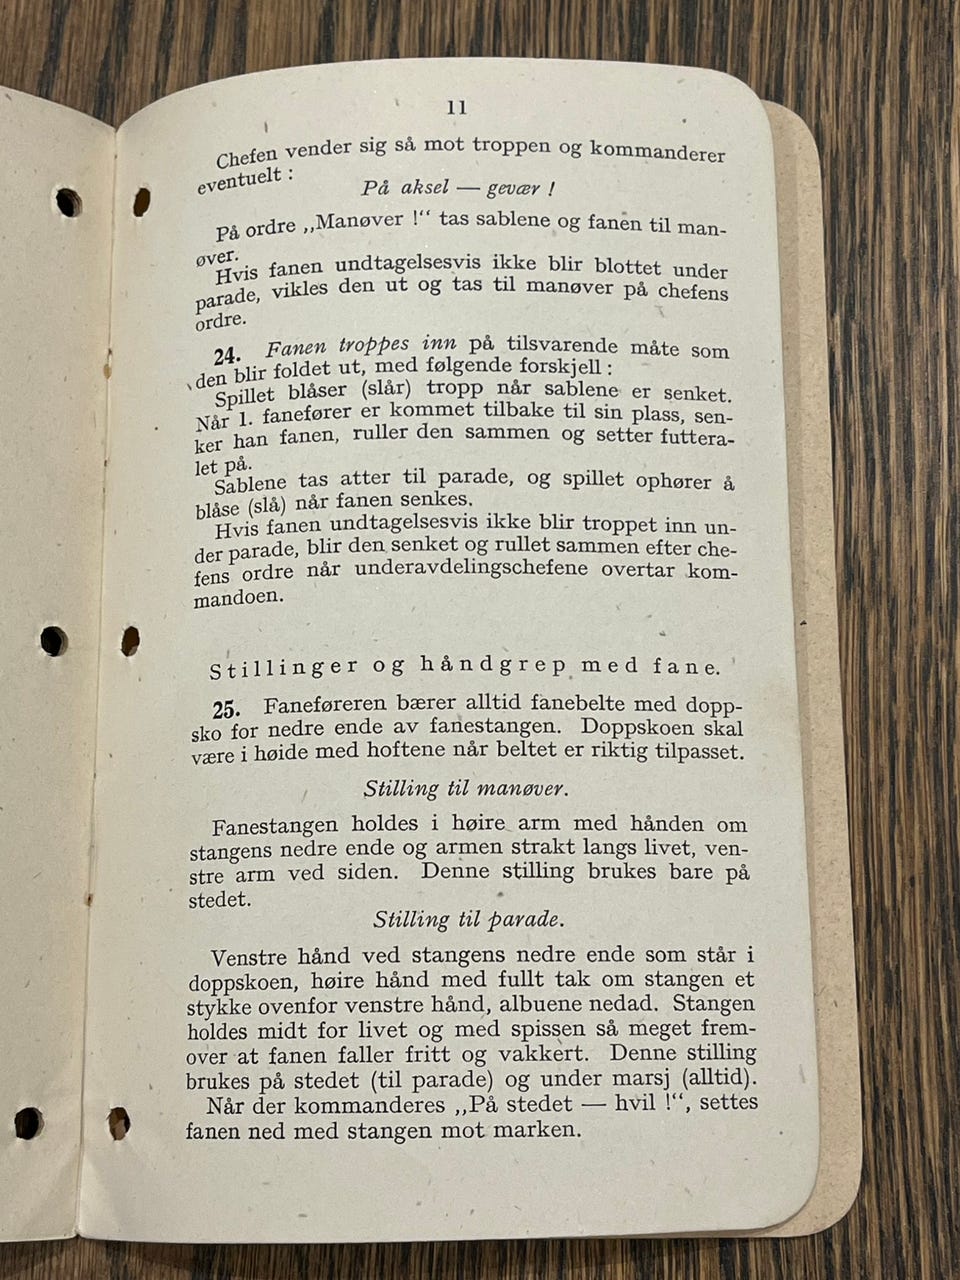 11
Chefen vender sig så mot troppen og kommanderer
eventuelt :
På aksel — gevær !
På ordre „Manøver !“ tas sablene og fanen til man-
øver.
Hvis fanen undtagelsesvis ikke blir blottet under
parade, vikles den ut og tas til manøver på chefens
ordre.
24. Fanen troppes inn på tilsvarende måte som
den blir foldet ut, med følgende forskjell :
Spillet blåser (slår) tropp når sablene er senket.
Når 1. fanefører er kommet tilbake til sin plass, sen-
ker han fanen, ruller den sammen og setter futtera-
let på.
Sablene tas atter til parade, og spillet ophører å
blåse (slå) når fanen senkes.
Hvis fanen undtagelsesvis ikke blir troppet inn un-
der parade, blir den senket og rullet sammen efter che-
fens ordre når underavdelingschefene overtar kom-
mandoen.
Stillinger og håndgrep med fane.
25. Faneføreren bærer alltid fanebelte med dopp-
sko for nedre ende av fanestangen. Doppskoen skal
være i høide med hoftene når beltet er riktig tilpasset.
Stilling til manøver.
Fanestangen holdes i høire arm med hånden om
stangens nedre ende og armen strakt langs livet, ven-
stre arm ved siden. Denne stilling brukes bare på
stedet.
Stilling til parade.
Venstre hånd ved stangens nedre ende som står i
doppskoen, høire hånd med fullt tak om stangen et
stykke ovenfor venstre hånd, albuene nedad. Stangen
holdes midt for livet og med spissen så meget frem-
over at fanen faller fritt og vakkert. Denne stilling
brukes på stedet (til parade) og under marsj (alltid).
Når der kommanderes „På stedet — hvil !“, settes
fanen ned med stangen mot marken.